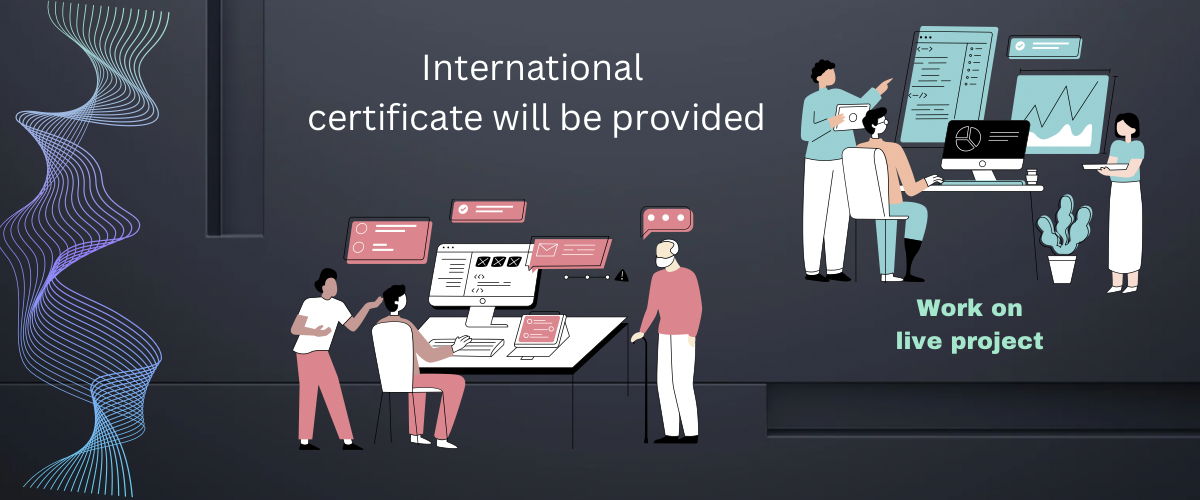 International
certificate will be provided
Work on
live project